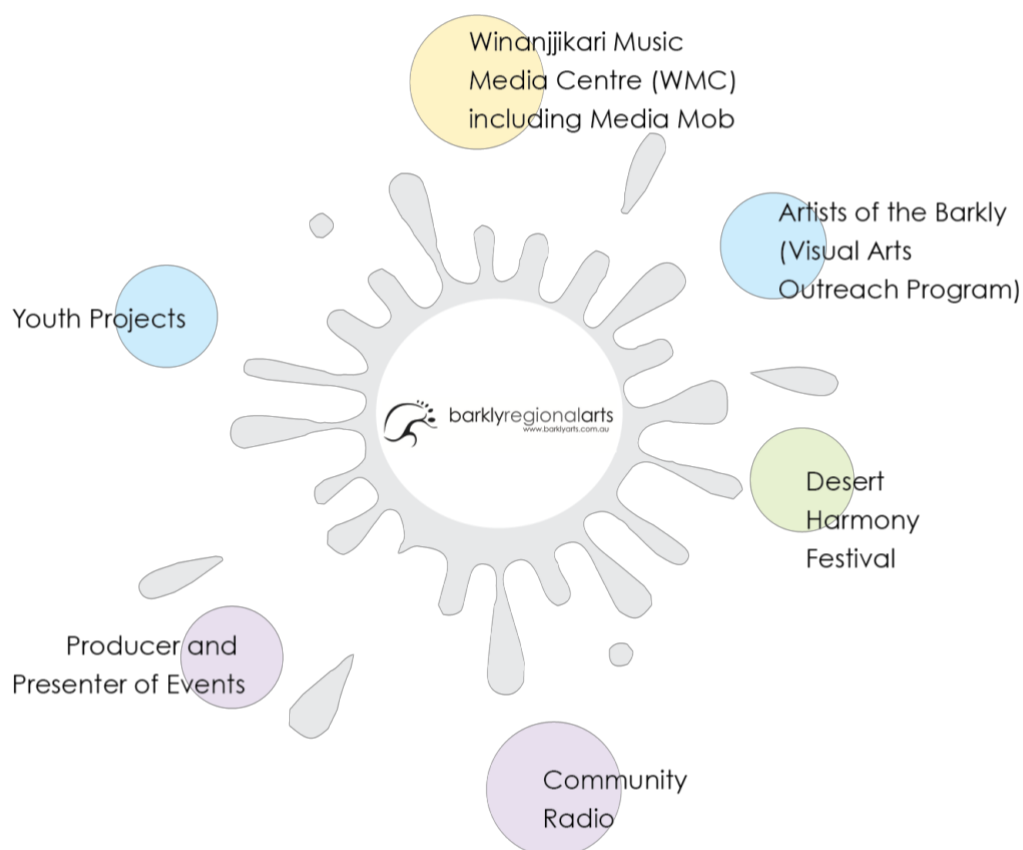 Winanjjikari Music
Media Centre (WMC)
including Media Mob
Artists of the Barkly
(Visual Arts
Outreach Program)
Youth Projects
barklyregionalarts
www.barklyarts.com.au
Desert
Harmony
Festival
Producer and
Presenter of Events
Community
Radio